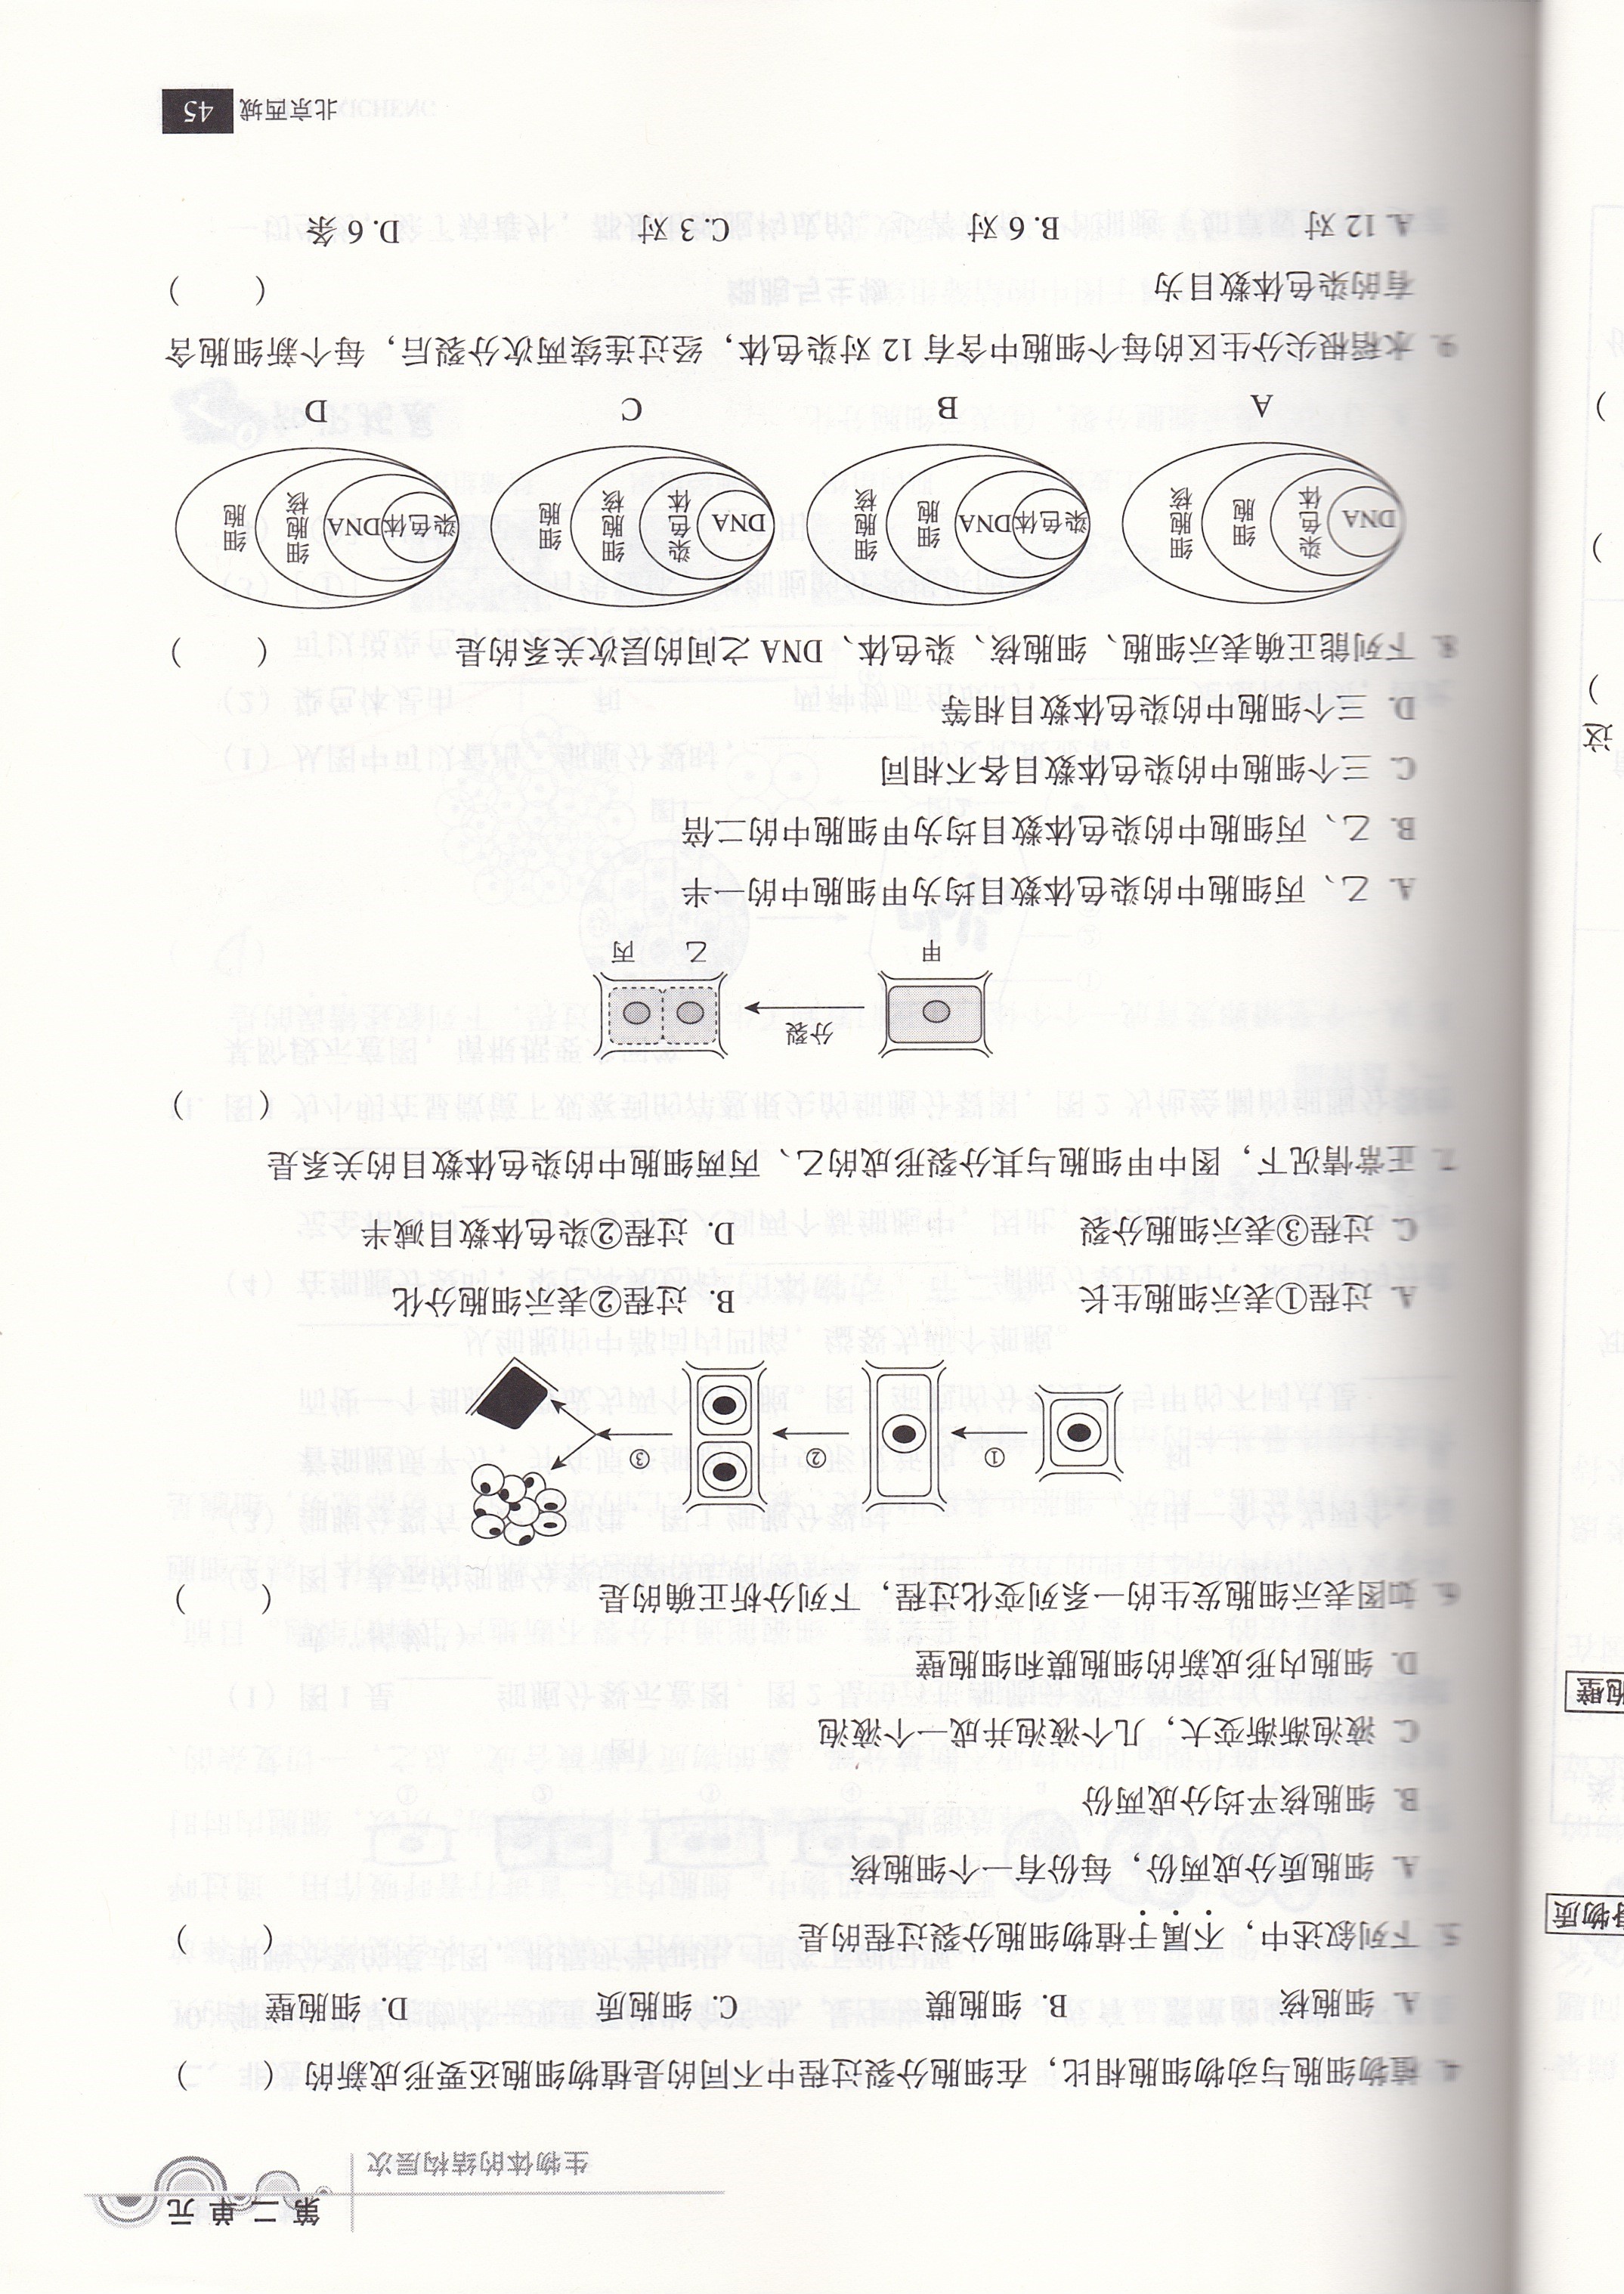 第二单元
生物体的结构层次
4. 植物细胞与动物细胞相比，在细胞分裂过程中不同的是植物细胞还要形成新的（ ）
A. 细胞核 B. 细胞膜 C. 细胞质 D. 细胞壁
5. 下列叙述中，不属于植物细胞分裂过程的是（ ）
A. 细胞质分成两份，每份有一个细胞核
B. 细胞核平均分成两份
C. 液泡渐渐变大，几个液泡并成一个液泡
D. 细胞内形成新的细胞膜和细胞壁
6. 如图表示细胞发生的一系列变化过程，下列分析正确的是（ ）
① ② ③
A. 过程①表示细胞生长 B. 过程②表示细胞分化
C. 过程③表示细胞分裂 D. 过程②染色体数目减半
7. 正常情况下，图中甲细胞与其分裂形成的乙、丙两细胞中的染色体数目的关系是
（ ）
分裂
甲 乙 丙
A. 乙、丙细胞中的染色体数目均为甲细胞中的一半
B. 乙、丙细胞中的染色体数目均为甲细胞中的二倍
C. 三个细胞中的染色体数目各不相同
D. 三个细胞中的染色体数目相等
8. 下列能正确表示细胞、细胞核、染色体、DNA 之间的层次关系的是（ ）
DNA 染色体 细胞 细胞核
染色体 DNA 细胞 细胞核
DNA 染色体 细胞核 细胞
染色体 DNA 细胞核 细胞
A B C D
9. 水稻根尖分生区的每个细胞中含有 12 对染色体，经过连续两次分裂后，每个新细胞含
有的染色体数目为（ ）
A. 12 对 B. 6 对 C. 3 对 D. 6 条
北京西城 45
胞壁
物质
这